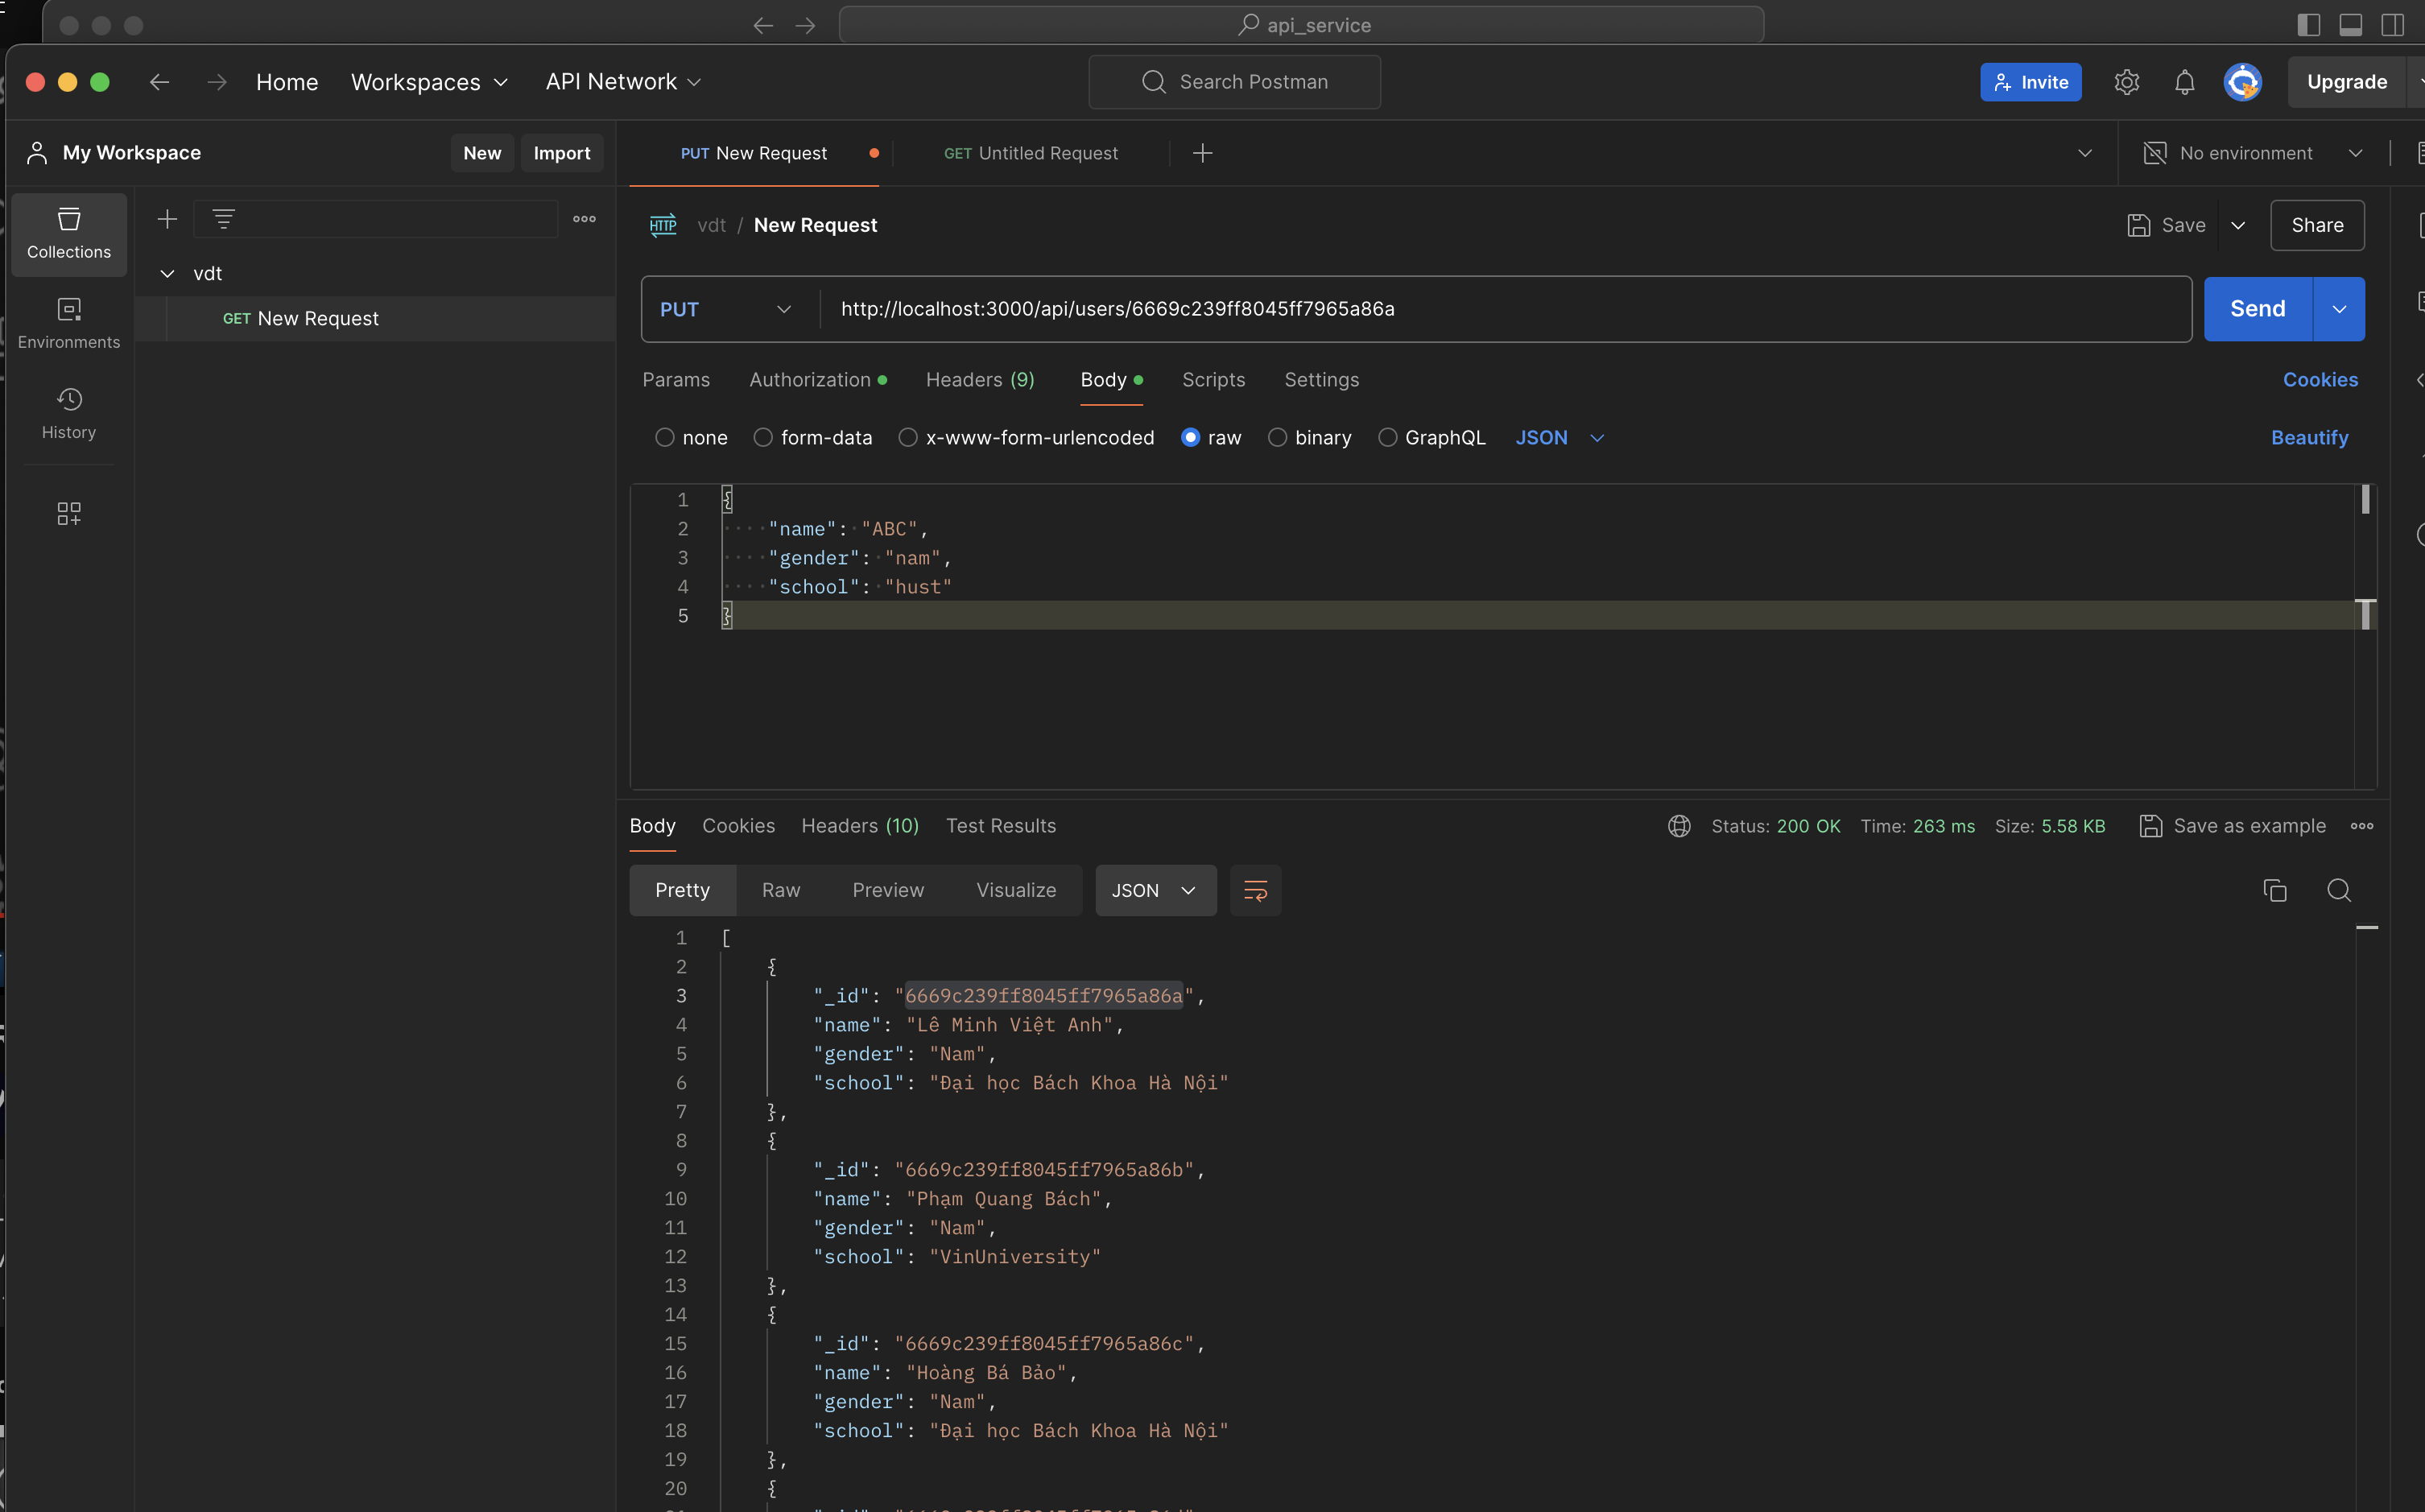 api_service
Home Workspaces API Network Search Postman Invite Upgrade
My Workspace New Import PUT New Request GET Untitled Request No environment
Collections
Environments
History
vdt
GET New Request
HTTP vdt / New Request Save Share
PUT http://localhost:3000/api/users/6669c239ff8045ff7965a86a Send
Params Authorization Headers (9) Body Scripts Settings Cookies
none form-data x-www-form-urlencoded raw binary GraphQL JSON Beautify
1 {
2 "name": "ABC",
3 "gender": "nam",
4 "school": "hust"
5 }
Body Cookies Headers (10) Test Results Status: 200 OK Time: 263 ms Size: 5.58 KB Save as example
Pretty Raw Preview Visualize JSON
1 [
2 {
3 "_id": "6669c239ff8045ff7965a86a",
4 "name": "Lê Minh Việt Anh",
5 "gender": "Nam",
6 "school": "Đại học Bách Khoa Hà Nội"
7 },
8 {
9 "_id": "6669c239ff8045ff7965a86b",
10 "name": "Phạm Quang Bách",
11 "gender": "Nam",
12 "school": "VinUniversity"
13 },
14 {
15 "_id": "6669c239ff8045ff7965a86c",
16 "name": "Hoàng Bá Bảo",
17 "gender": "Nam",
18 "school": "Đại học Bách Khoa Hà Nội"
19 },
20 {